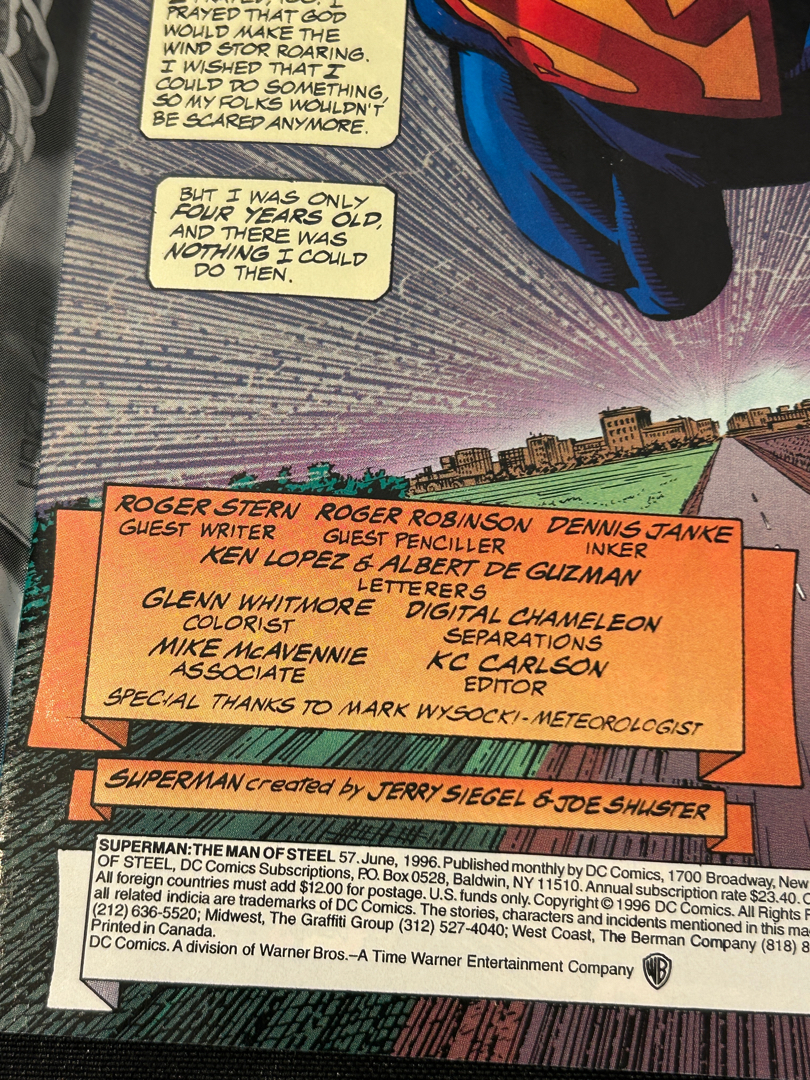 PRAYED THAT GOD
WOULD MAKE THE
WIND STOP ROARING.
I WISHED THAT I
COULD DO SOMETHING,
SO MY FOLKS WOULDN'T
BE SCARED ANYMORE.
BUT I WAS ONLY
FOUR YEARS OLD,
AND THERE WAS
NOTHING I COULD
DO THEN.
ROGER STERN ROGER ROBINSON DENNIS JANKE
GUEST WRITER GUEST PENCILLER INKER
KEN LOPEZ & ALBERT DE GUZMAN
LETTERERS
GLENN WHITMORE DIGITAL CHAMELEON
COLORIST SEPARATIONS
MIKE McAVENNIE KC CARLSON
ASSOCIATE EDITOR
SPECIAL THANKS TO MARK WYSOCKI-METEOROLOGIST
SUPERMAN created by JERRY SIEGEL & JOE SHUSTER
SUPERMAN: THE MAN OF STEEL 57. June, 1996. Published monthly by DC Comics, 1700 Broadway, New
OF STEEL, DC Comics Subscriptions, P.O. Box 0528, Baldwin, NY 11510. Annual subscription rate $23.40.
All foreign countries must add $12.00 for postage. U.S. funds only. Copyright © 1996 DC Comics. All Rights
all related indicia are trademarks of DC Comics. The stories, characters and incidents mentioned in this
(212) 636-5520; Midwest, The Graffiti Group (312) 527-4040; West Coast, The Berman Company (818)
Printed in Canada.
DC Comics. A division of Warner Bros.–A Time Warner Entertainment Company WB